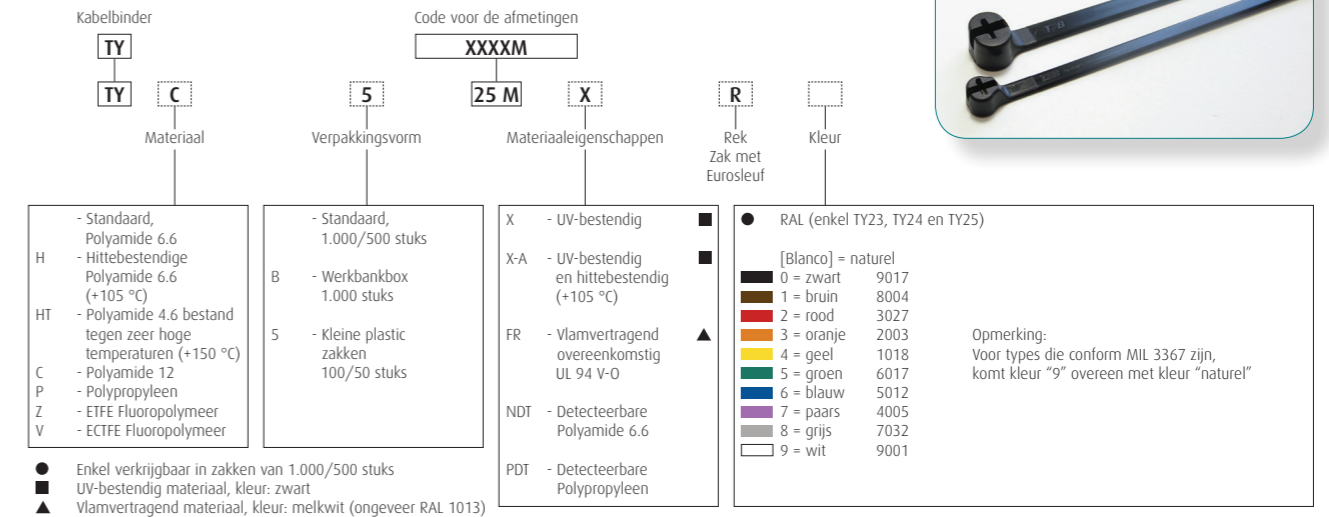 Kabelbinder
Code voor de afmetingen
TY
XXXXM
TY C 5 25 M X R
Materiaal
Verpakkingsvorm
Materiaaleigenschappen
Rek
Zak met
Eurosleuf
Kleur
- Standaard,
Polyamide 6.6
H - Hittebestendige
Polyamide 6.6
(+105 °C)
HT - Polyamide 4.6 bestand
tegen zeer hoge
temperaturen (+150 °C)
C - Polyamide 12
P - Polypropyleen
Z - ETFE Fluoropolymeer
V - ECTFE Fluoropolymeer
- Standaard,
1.000/500 stuks
B - Werkbankbox
1.000 stuks
5 - Kleine plastic
zakken
100/50 stuks
X - UV-bestendig ■
X-A - UV-bestendig ■
en hittebestendig
(+105 °C)
FR - Vlamvertragend ▲
overeenkomstig
UL 94 V-O
NDT - Detecteerbare
Polyamide 6.6
PDT - Detecteerbare
Polypropyleen
● RAL (enkel TY23, TY24 en TY25)
[Blanco] = naturel
0 = zwart 9017
1 = bruin 8004
2 = rood 3027
3 = oranje 2003
4 = geel 1018
5 = groen 6017
6 = blauw 5012
7 = paars 4005
8 = grijs 7032
9 = wit 9001
Opmerking:
Voor types die conform MIL 3367 zijn,
komt kleur “9” overeen met kleur “naturel”
● Enkel verkrijgbaar in zakken van 1.000/500 stuks
■ UV-bestendig materiaal, kleur: zwart
▲ Vlamvertragend materiaal, kleur: melkwit (ongeveer RAL 1013)